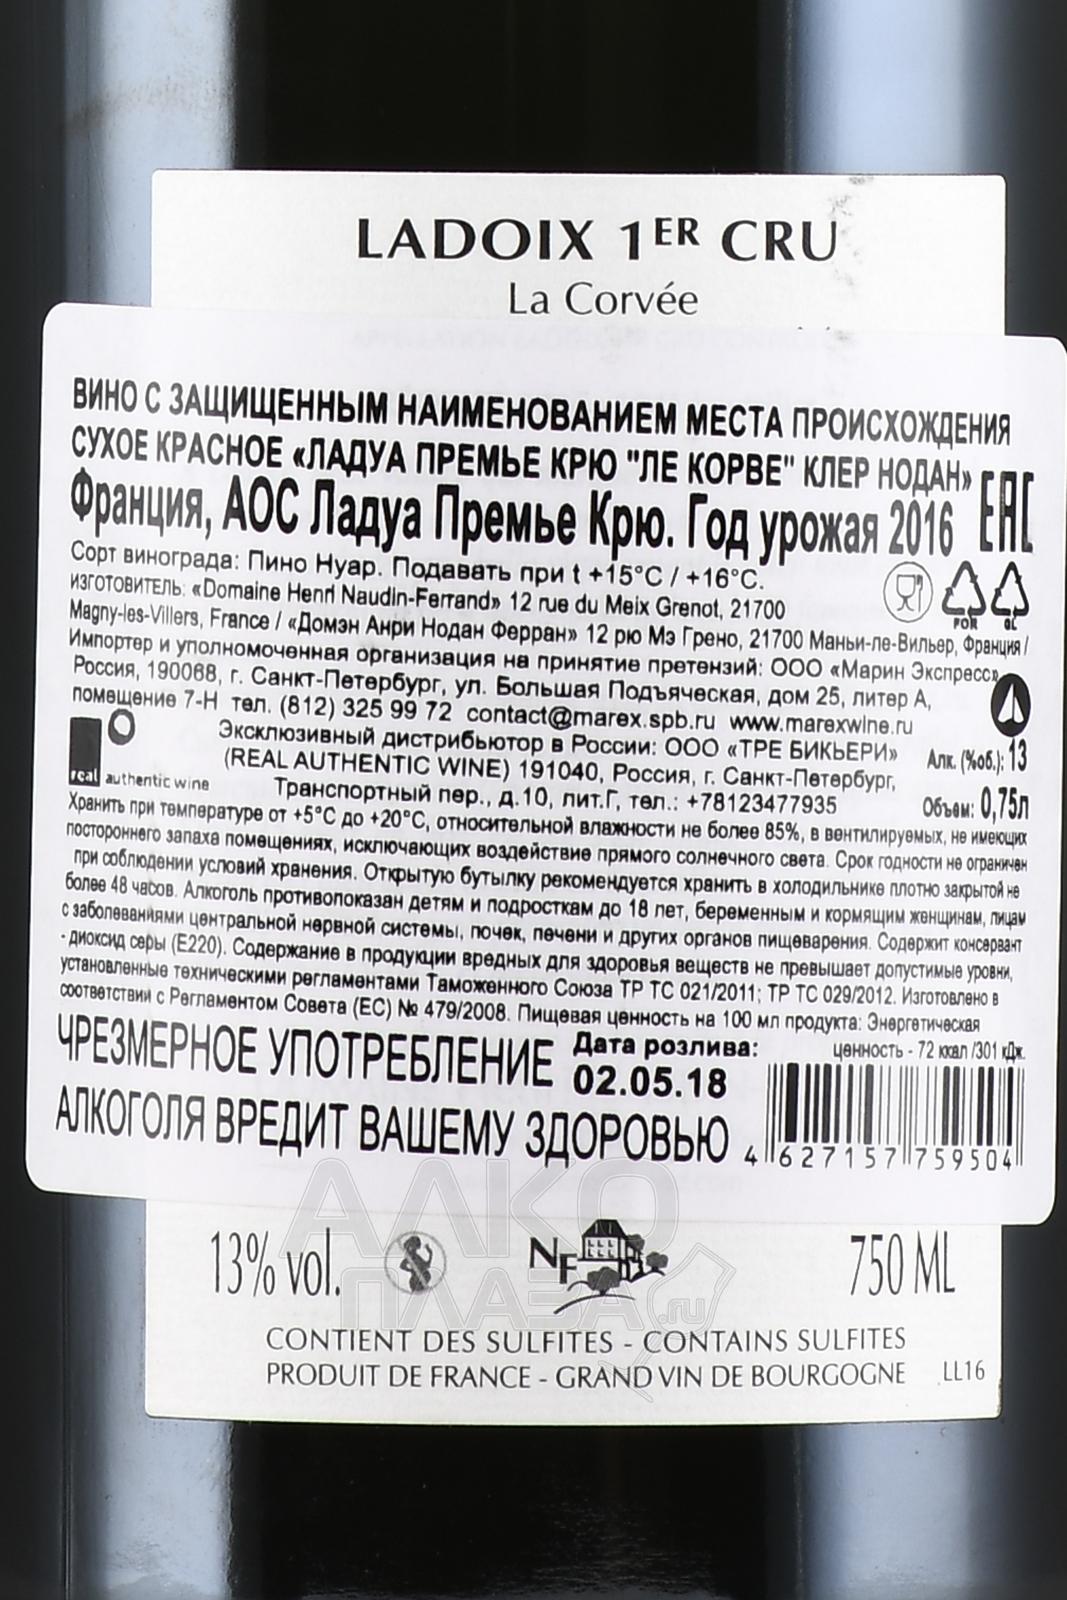 LADOIX 1ER CRU
La Corvée
ВИНО С ЗАЩИЩЕННЫМ НАИМЕНОВАНИЕМ МЕСТА ПРОИСХОЖДЕНИЯ
СУХОЕ КРАСНОЕ «ЛАДУА ПРЕМЬЕ КРЮ "ЛЕ КОРВЕ" КЛЕР НОДАН»
Франция, АОС Ладуа Премье Крю. Год урожая 2016
EAC
Сорт винограда: Пино Нуар. Подавать при t +15°C / +16°C.
ИЗГОТОВИТЕЛЬ: «Domaine Henri Naudin-Ferrand» 12 rue du Meix Grenot, 21700
Magny-les-Villers, France / «Домэн Анри Нодан Ферран» 12 рю Мэ Грено, 21700 Маньи-ле-Вильер, Франция /
Импортер и уполномоченная организация на принятие претензий: ООО «Марин Экспресс»,
Россия, 190068, г. Санкт-Петербург, ул. Большая Подъяческая, дом 25, литер А,
помещение 7-Н тел. (812) 325 99 72 contact@marex.spb.ru www.marexwine.ru
Эксклюзивный дистрибьютор в России: ООО «ТРЕ БИКЬЕРИ»
(REAL AUTHENTIC WINE) 191040, Россия, г. Санкт-Петербург,
Транспортный пер., д.10, лит.Г, тел.: +78123477935
real authentic wine
FOR GL
Алк. (%об.): 13
Объем: 0,75л
Хранить при температуре от +5°C до +20°C, относительной влажности не более 85%, в вентилируемых, не имеющих
постороннего запаха помещениях, исключающих воздействие прямого солнечного света. Срок годности не ограничен
при соблюдении условий хранения. Открытую бутылку рекомендуется хранить в холодильнике плотно закрытой не
более 48 часов. Алкоголь противопоказан детям и подросткам до 18 лет, беременным и кормящим женщинам, лицам
с заболеваниями центральной нервной системы, почек, печени и других органов пищеварения. Содержит консервант
- диоксид серы (Е220). Содержание в продукции вредных для здоровья веществ не превышает допустимые уровни,
установленные техническими регламентами Таможенного Союза ТР ТС 021/2011; ТР ТС 029/2012. Изготовлено в
соответствии с Регламентом Совета (ЕС) № 479/2008. Пищевая ценность на 100 мл продукта: Энергетическая
ценность - 72 ккал /301 кДж.
ЧРЕЗМЕРНОЕ УПОТРЕБЛЕНИЕ
АЛКОГОЛЯ ВРЕДИТ ВАШЕМУ ЗДОРОВЬЮ
Дата розлива:
02.05.18
4 627157 759504
АЛКО
ПЛАЗА.ru
13% vol.
NF
750 ML
CONTIENT DES SULFITES - CONTAINS SULFITES
PRODUIT DE FRANCE - GRAND VIN DE BOURGOGNE
LL16